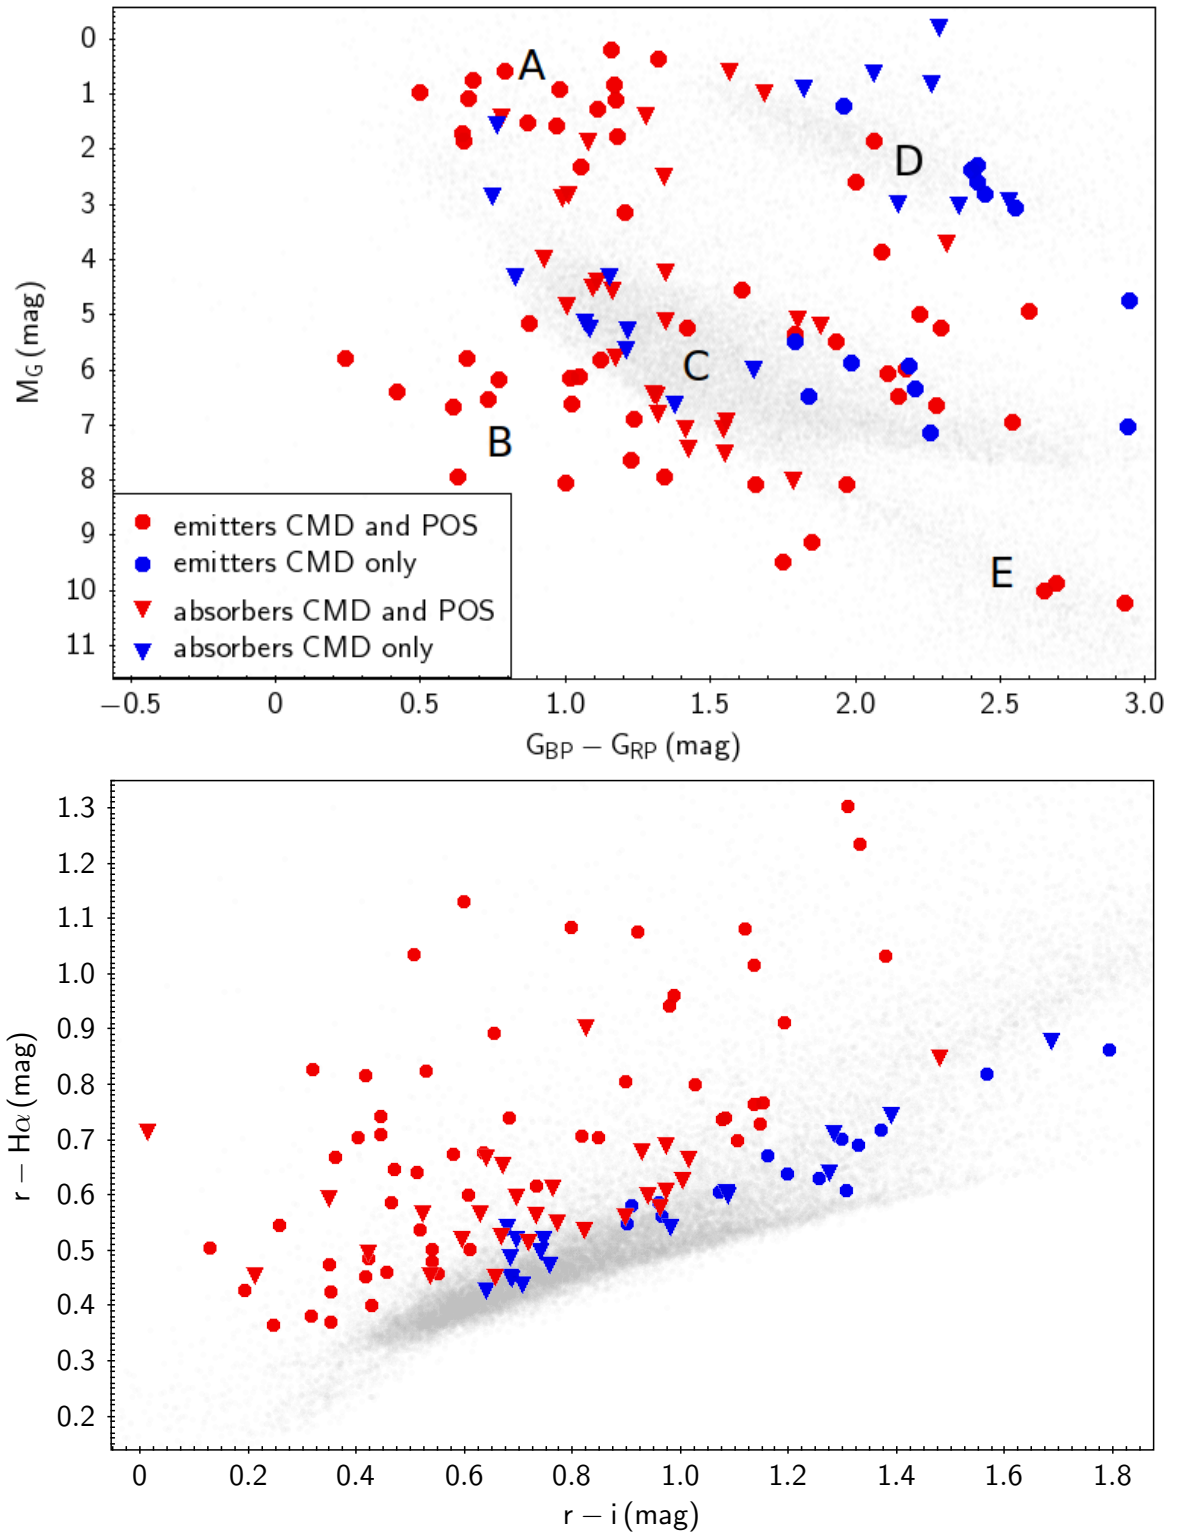 0
1
2
3
4
5
6
7
8
9
10
11
M_G (mag)
A
D
C
B
E
emitters CMD and POS
emitters CMD only
absorbers CMD and POS
absorbers CMD only
−0.5 0 0.5 1.0 1.5 2.0 2.5 3.0
G_BP − G_RP (mag)
1.3
1.2
1.1
1.0
0.9
0.8
0.7
0.6
0.5
0.4
0.3
0.2
r − Hα (mag)
0 0.2 0.4 0.6 0.8 1.0 1.2 1.4 1.6 1.8
r − i (mag)